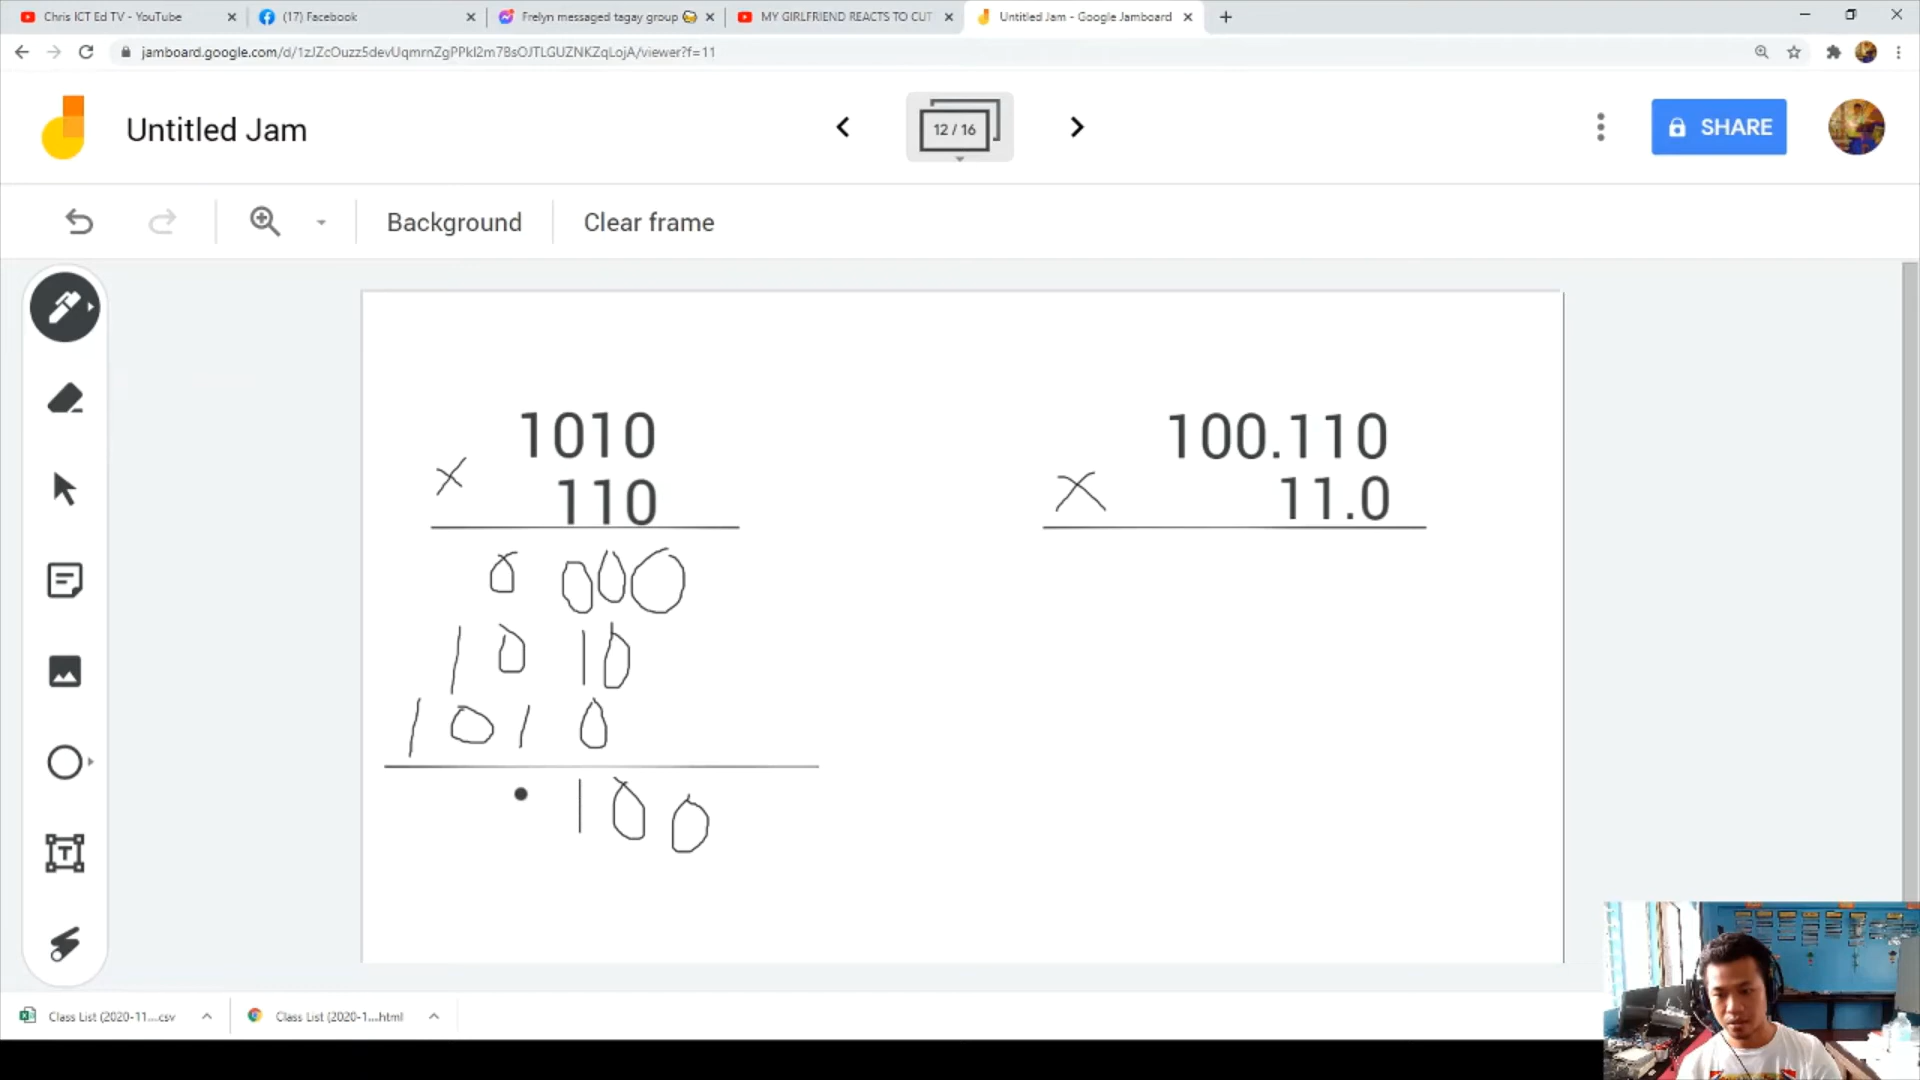 Chris ICT Ed TV - YouTube
(17) Facebook
Frelyn messaged tagay group
MY GIRLFRIEND REACTS TO CUT
Untitled Jam - Google Jamboard
jamboard.google.com/d/1zJZcOuzz5devUqmrnZgPPkI2m7BsOJTLGUZNKZqLojA/viewer?f=11
Untitled Jam
12 / 16
SHARE
Background
Clear frame
1010
× 110
0 000
10 10
101 0
100
100.110
× 11.0
Class List (2020-11....csv
Class List (2020-1....html